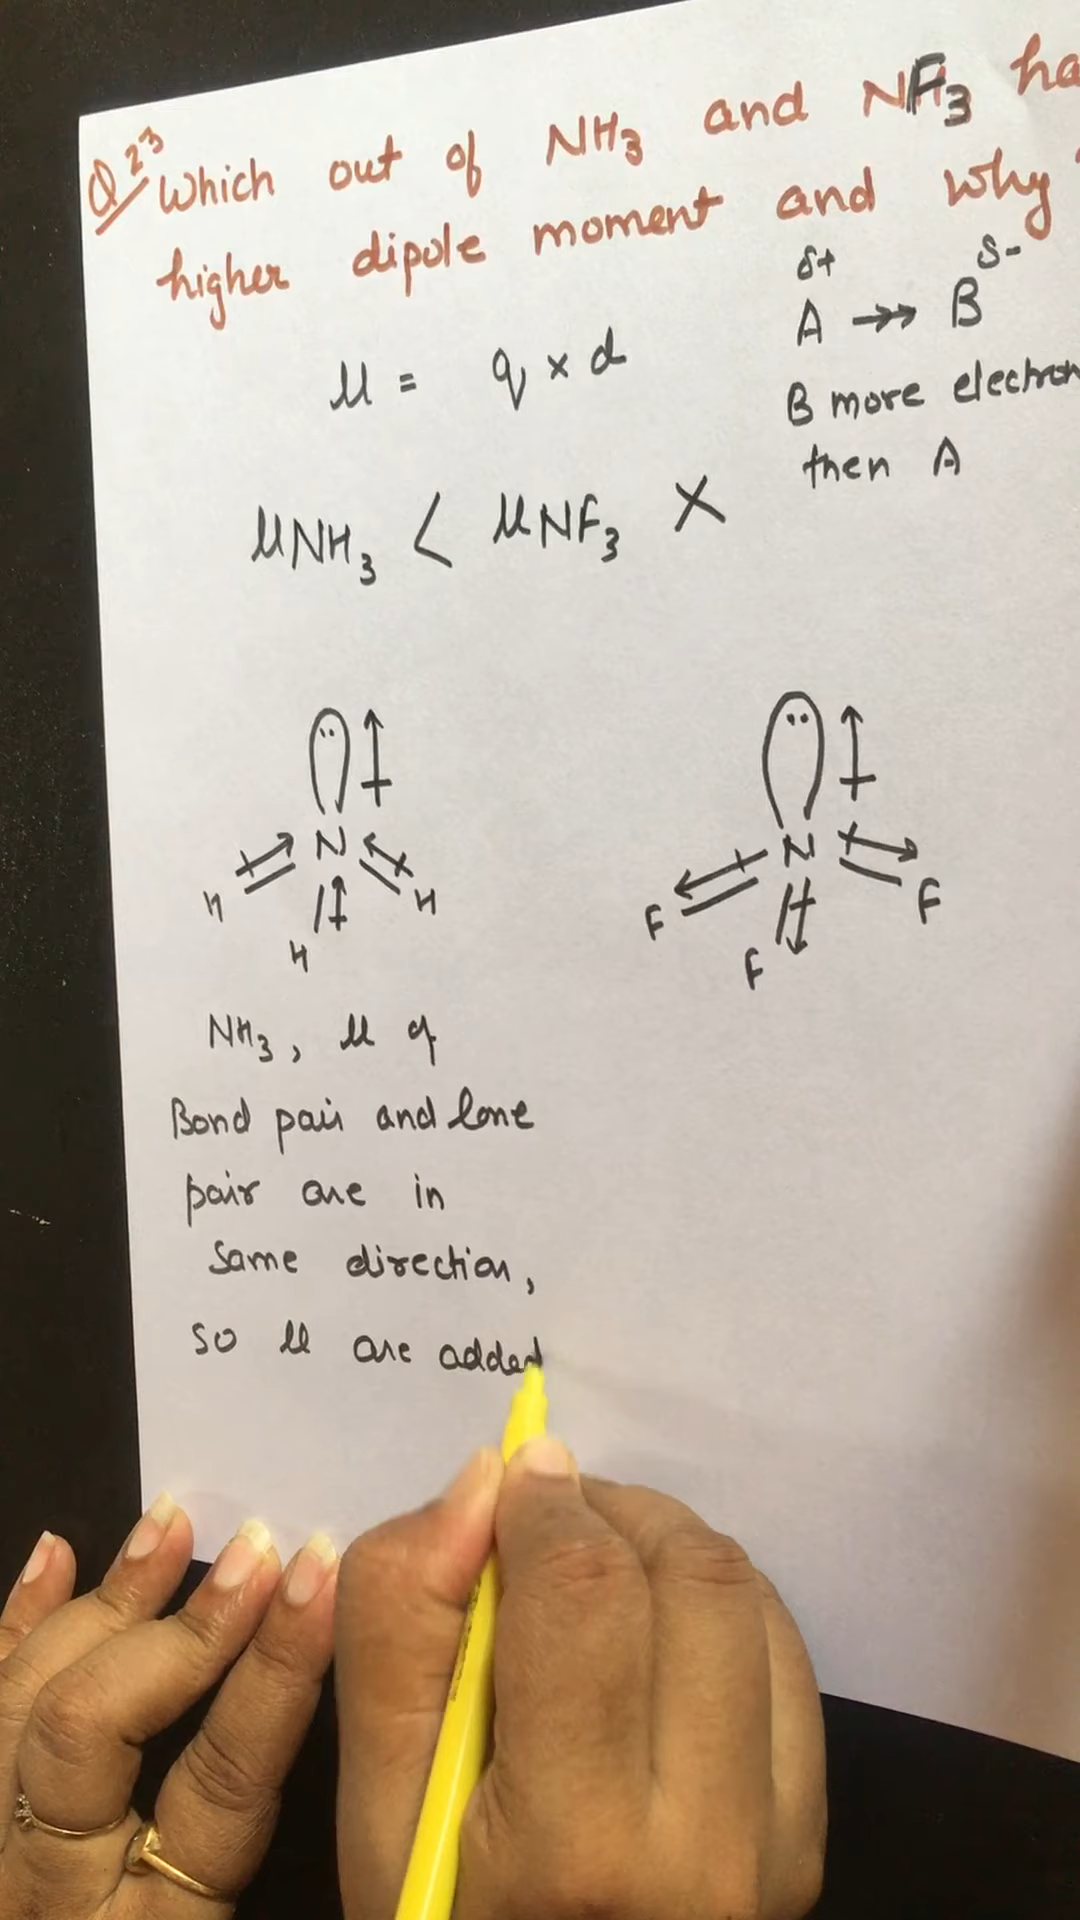 Q23 Which out of NH3 and NF3 ha
higher dipole moment and why?
δ+ δ-
A →→ B
μ = q × d
B more electron
then A
μNH3 < μNF3 X
N
H H
H
N
F F
F
NH3, μ of
Bond pair and lone
pair are in
same direction,
so μ are added